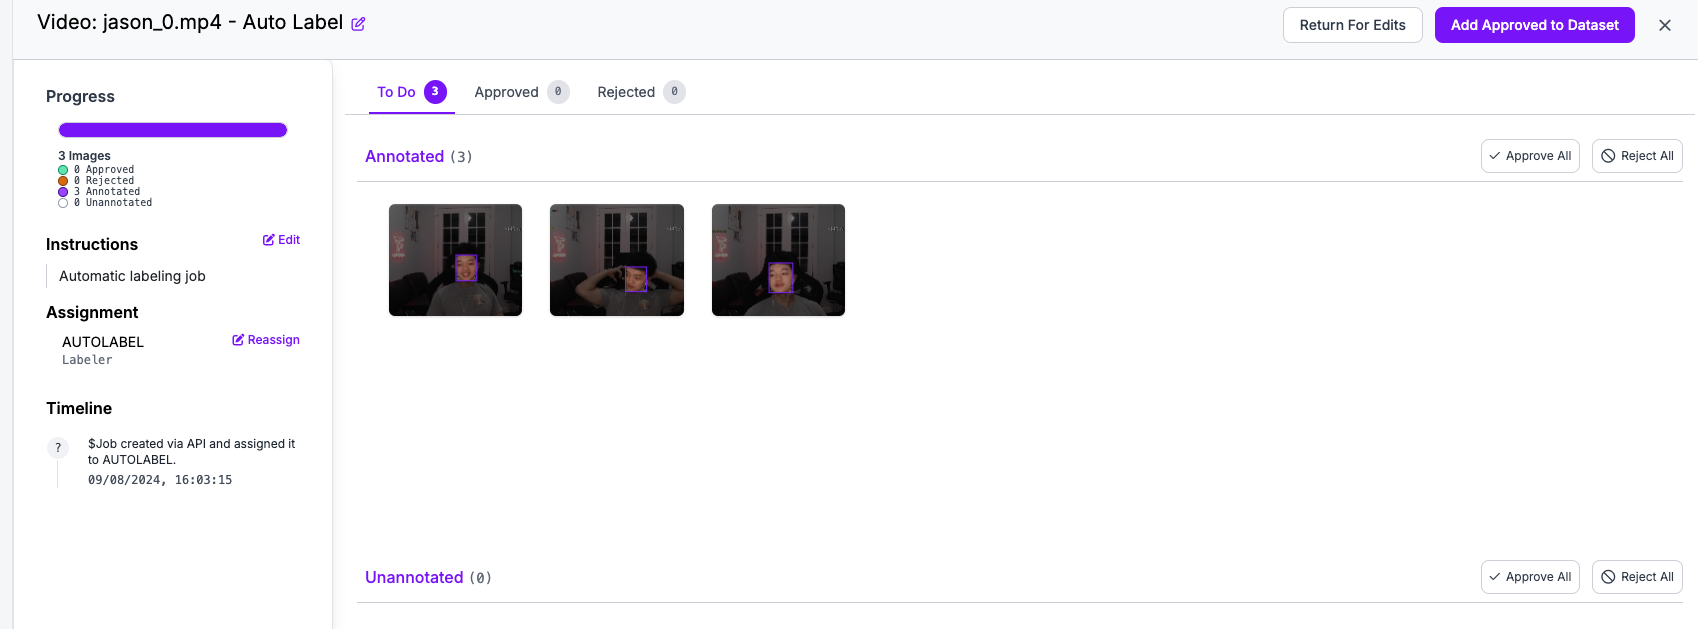 Video: jason_0.mp4 - Auto Label
Return For Edits
Add Approved to Dataset
Progress
3 Images
0 Approved
0 Rejected
3 Annotated
0 Unannotated
Instructions
Edit
Automatic labeling job
Assignment
AUTOLABEL
Reassign
Labeler
Timeline
?
$Job created via API and assigned it
to AUTOLABEL.
09/08/2024, 16:03:15
To Do 3
Approved 0
Rejected 0
Annotated (3)
Approve All
Reject All
Unannotated (0)
Approve All
Reject All